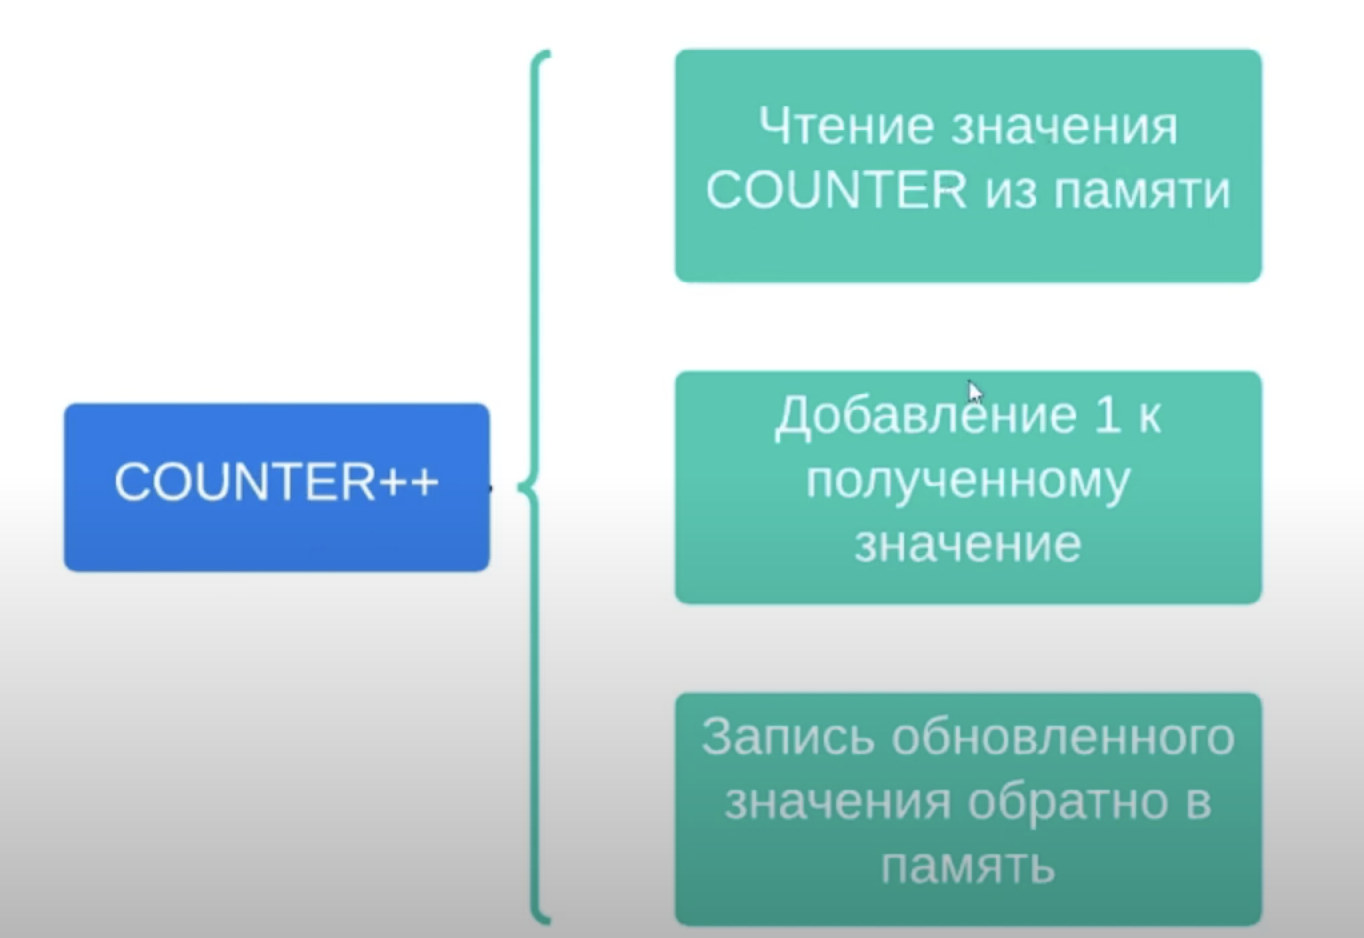 COUNTER++
Чтение значения
COUNTER из памяти
Добавление 1 к
полученному
значение
Запись обновленного
значения обратно в
память